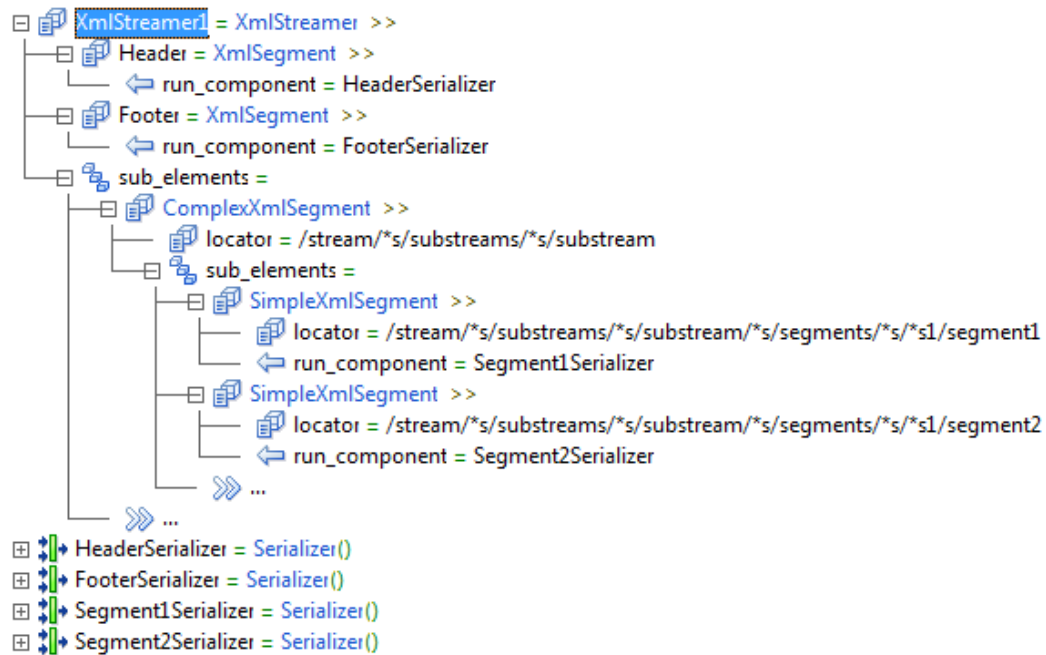 XmlStreamer1 = XmlStreamer >>
Header = XmlSegment >>
run_component = HeaderSerializer
Footer = XmlSegment >>
run_component = FooterSerializer
sub_elements =
ComplexXmlSegment >>
locator = /stream/*s/substreams/*s/substream
sub_elements =
SimpleXmlSegment >>
locator = /stream/*s/substreams/*s/substream/*s/segments/*s/*s1/segment1
run_component = Segment1Serializer
SimpleXmlSegment >>
locator = /stream/*s/substreams/*s/substream/*s/segments/*s/*s1/segment2
run_component = Segment2Serializer
...
...
HeaderSerializer = Serializer()
FooterSerializer = Serializer()
Segment1Serializer = Serializer()
Segment2Serializer = Serializer()